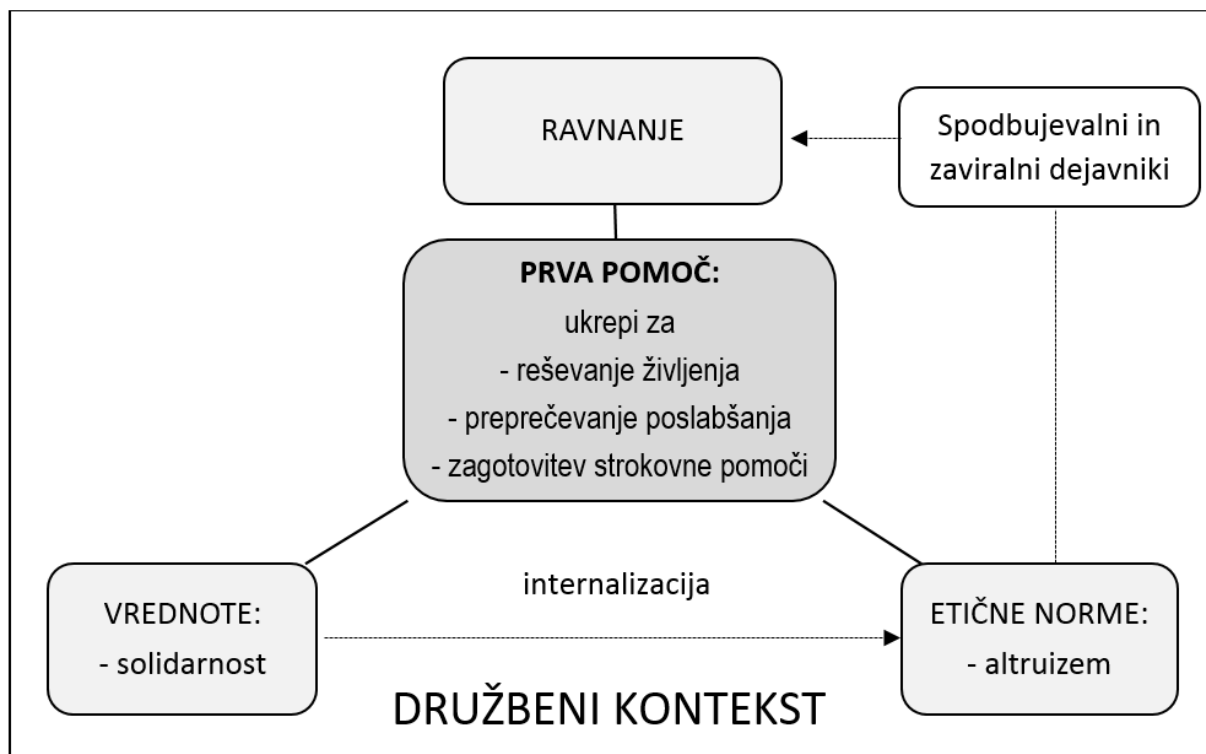 RAVNANJE
Spodbujevalni in
zaviralni dejavniki
PRVA POMOČ:
ukrepi za
- reševanje življenja
- preprečevanje poslabšanja
- zagotovitev strokovne pomoči
internalizacija
VREDNOTE:
- solidarnost
ETIČNE NORME:
- altruizem
DRUŽBENI KONTEKST